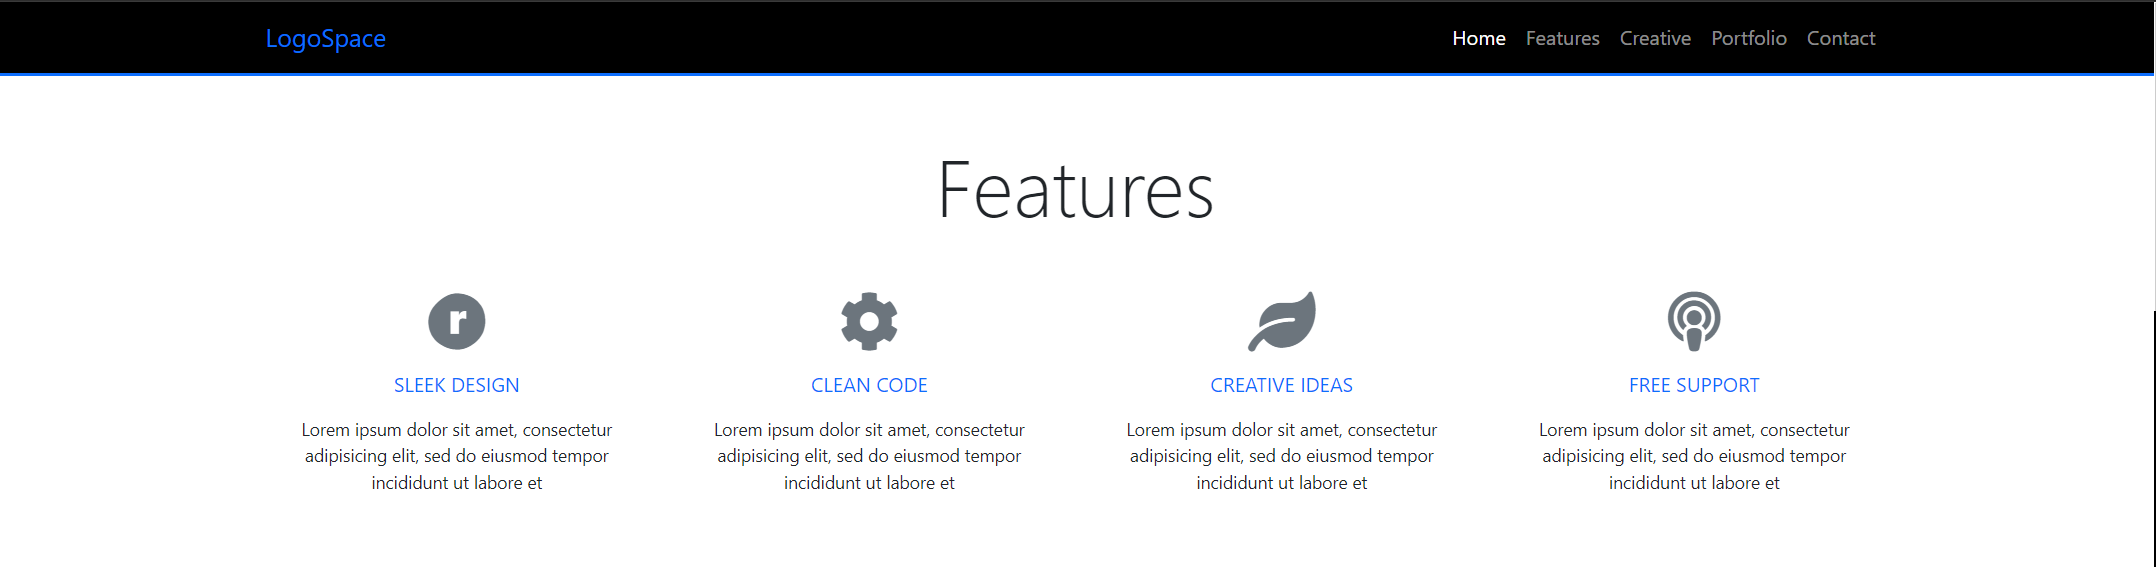 LogoSpace
Home Features Creative Portfolio Contact
Features
r
SLEEK DESIGN
Lorem ipsum dolor sit amet, consectetur
adipisicing elit, sed do eiusmod tempor
incididunt ut labore et
CLEAN CODE
Lorem ipsum dolor sit amet, consectetur
adipisicing elit, sed do eiusmod tempor
incididunt ut labore et
CREATIVE IDEAS
Lorem ipsum dolor sit amet, consectetur
adipisicing elit, sed do eiusmod tempor
incididunt ut labore et
FREE SUPPORT
Lorem ipsum dolor sit amet, consectetur
adipisicing elit, sed do eiusmod tempor
incididunt ut labore et